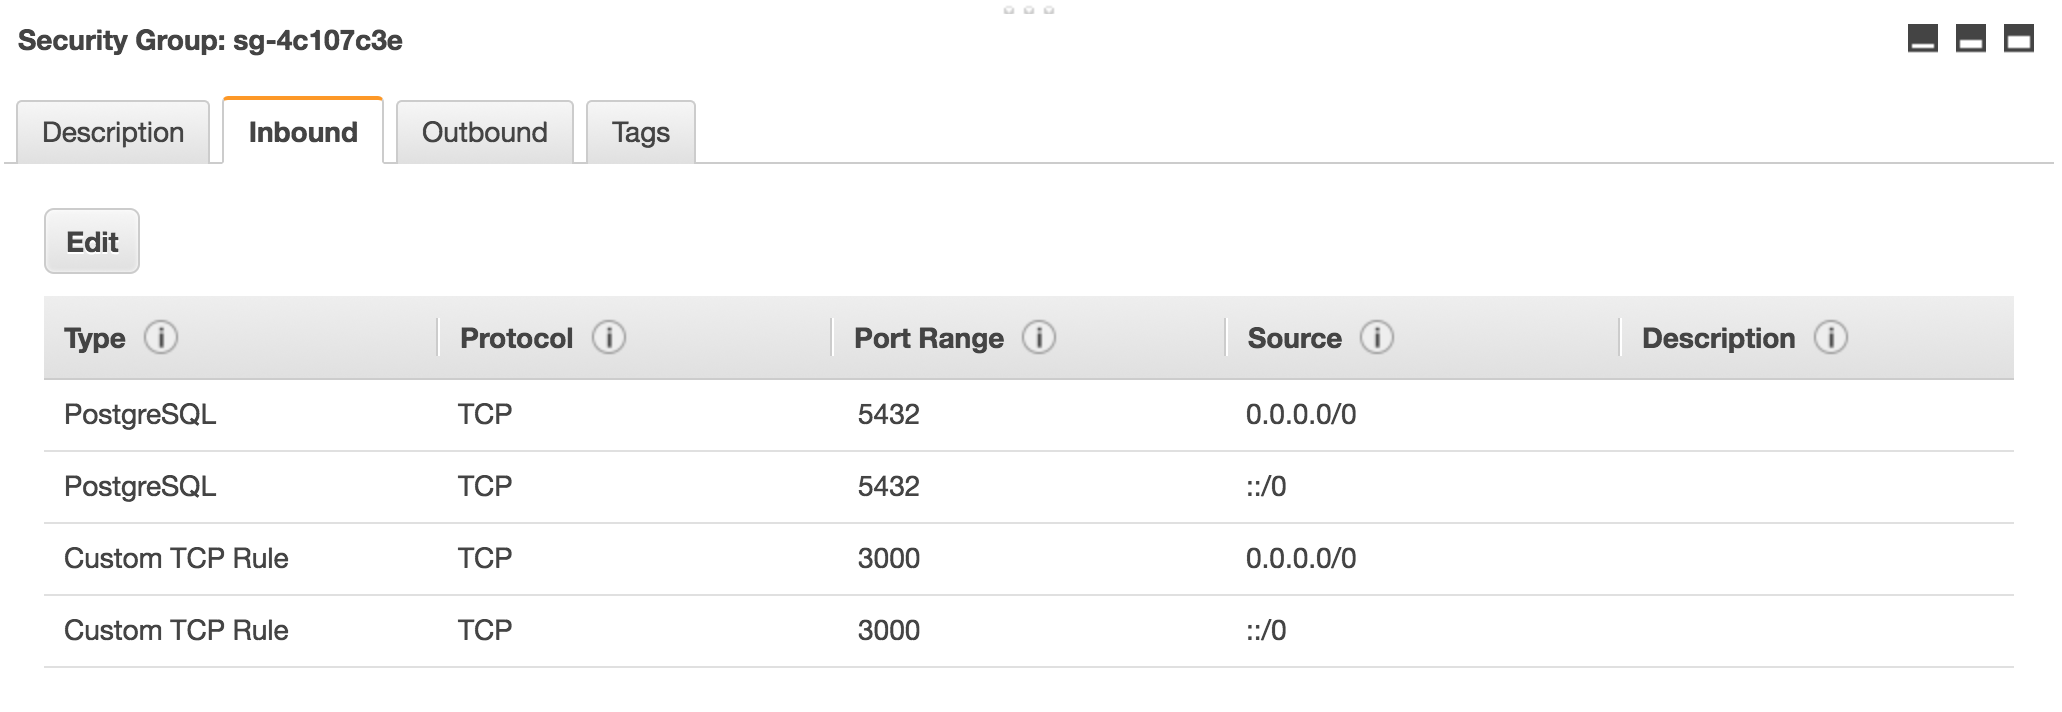 Security Group: sg-4c107c3e
Description Inbound Outbound Tags
Edit
Type Protocol Port Range Source Description
PostgreSQL TCP 5432 0.0.0.0/0
PostgreSQL TCP 5432 ::/0
Custom TCP Rule TCP 3000 0.0.0.0/0
Custom TCP Rule TCP 3000 ::/0